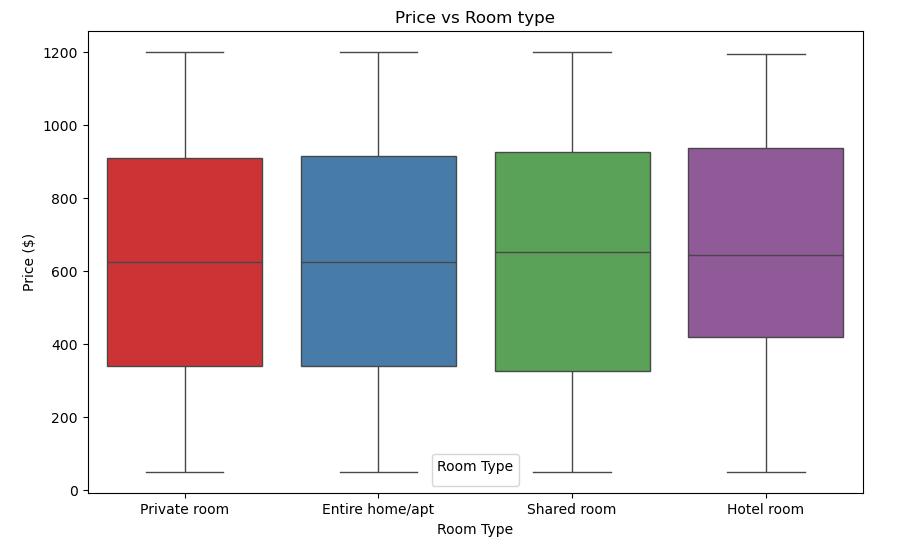 Price vs Room type
Price ($)
1200
1000
800
600
400
200
0
Room Type
Private room
Entire home/apt
Shared room
Hotel room
Room Type